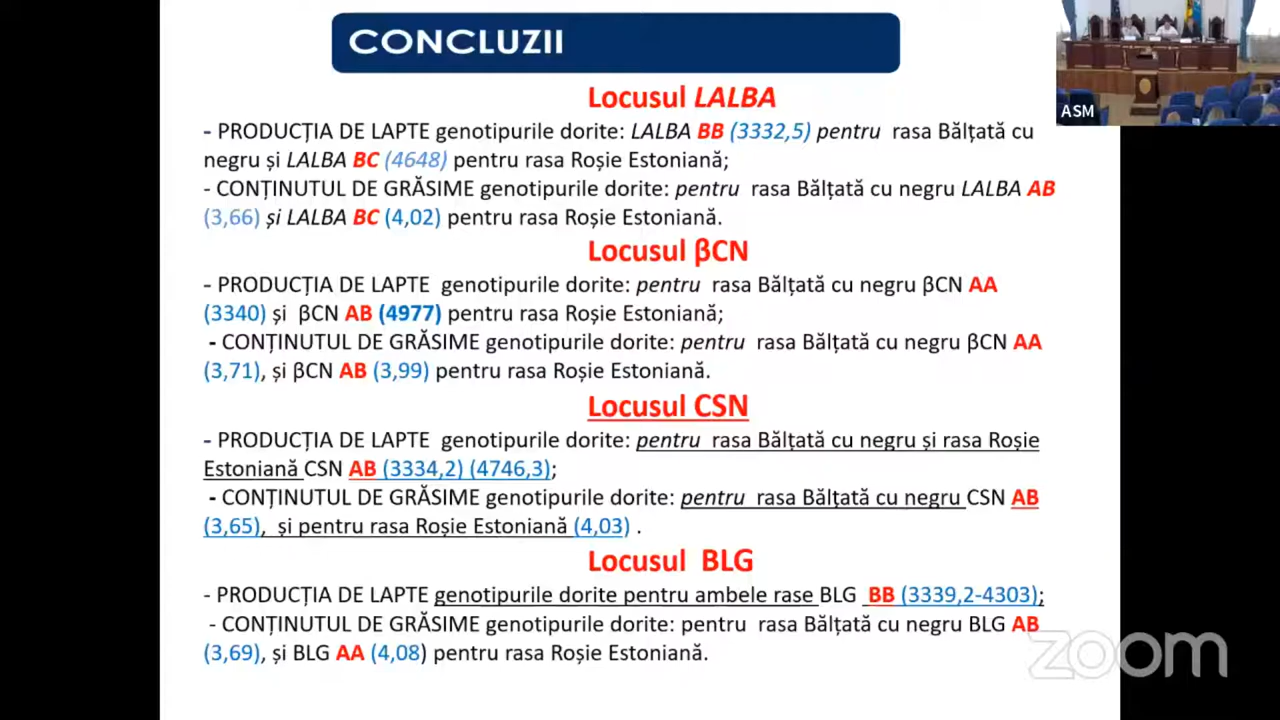 CONCLUZII
ASM
Locusul LALBA
- PRODUCȚIA DE LAPTE genotipurile dorite: LALBA BB (3332,5) pentru rasa Bălțată cu
negru și LALBA BC (4648) pentru rasa Roșie Estoniană;
- CONȚINUTUL DE GRĂSIME genotipurile dorite: pentru rasa Bălțată cu negru LALBA AB
(3,66) și LALBA BC (4,02) pentru rasa Roșie Estoniană.
Locusul βCN
- PRODUCȚIA DE LAPTE genotipurile dorite: pentru rasa Bălțată cu negru βCN AA
(3340) și βCN AB (4977) pentru rasa Roșie Estoniană;
- CONȚINUTUL DE GRĂSIME genotipurile dorite: pentru rasa Bălțată cu negru βCN AA
(3,71), și βCN AB (3,99) pentru rasa Roșie Estoniană.
Locusul CSN
- PRODUCȚIA DE LAPTE genotipurile dorite: pentru rasa Bălțată cu negru și rasa Roșie
Estoniană CSN AB (3334,2) (4746,3);
- CONȚINUTUL DE GRĂSIME genotipurile dorite: pentru rasa Bălțată cu negru CSN AB
(3,65), și pentru rasa Roșie Estoniană (4,03) .
Locusul BLG
- PRODUCȚIA DE LAPTE genotipurile dorite pentru ambele rase BLG BB (3339,2-4303);
- CONȚINUTUL DE GRĂSIME genotipurile dorite: pentru rasa Bălțată cu negru BLG AB
(3,69), și BLG AA (4,08) pentru rasa Roșie Estoniană.
zoom